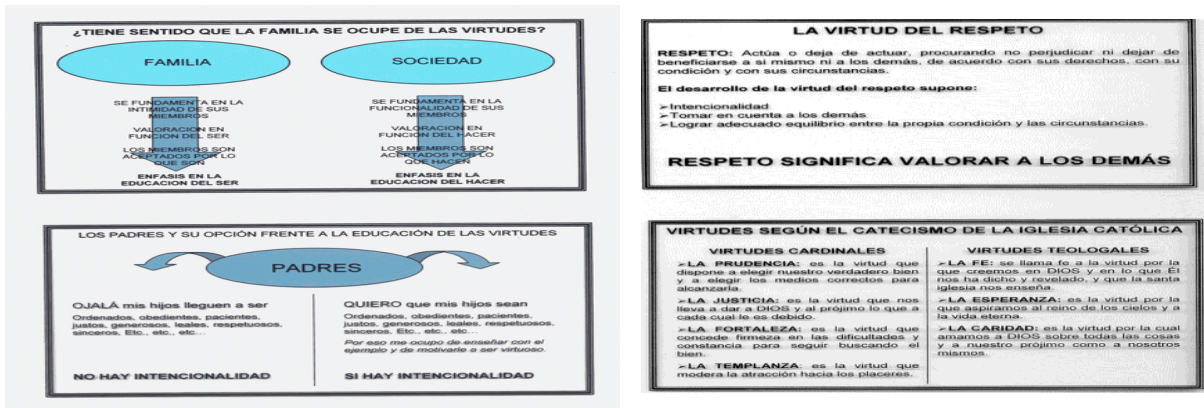 ¿TIENE SENTIDO QUE LA FAMILIA SE OCUPE DE LAS VIRTUDES?
FAMILIA
SE FUNDAMENTA EN LA
INTIMIDAD DE SUS
MIEMBROS
VALORACION EN
FUNCION DEL SER
LOS MIEMBROS SON
ACEPTADOS POR LO
QUE SON
ENFASIS EN LA
EDUCACION DEL SER
SOCIEDAD
SE FUNDAMENTA EN LA
FUNCIONALIDAD DE SUS
MIEMBROS
VALORACION EN
FUNCION DEL HACER
LOS MIEMBROS SON
ACEPTADOS POR LO
QUE HACEN
ENFASIS EN LA
EDUCACION DEL HACER
LOS PADRES Y SU OPCIÓN FRENTE A LA EDUCACIÓN DE LAS VIRTUDES
PADRES
OJALÁ mis hijos lleguen a ser
Ordenados, obedientes, pacientes,
justos, generosos, leales, respetuosos,
sinceros, Etc., etc., etc...
NO HAY INTENCIONALIDAD
QUIERO que mis hijos sean
Ordenados, obedientes, pacientes,
justos, generosos, leales, respetuosos,
sinceros, Etc., etc., etc...
Por eso me ocupo de enseñar con el
ejemplo y de motivarle a ser virtuoso.
SI HAY INTENCIONALIDAD
LA VIRTUD DEL RESPETO
RESPETO: Actúa o deja de actuar, procurando no perjudicar ni dejar de
beneficiarse a si mismo ni a los demás, de acuerdo con sus derechos, con su
condición y con sus circunstancias.
El desarrollo de la virtud del respeto supone:
➢Intencionalidad
➢Tomar en cuenta a los demás
➢Lograr adecuado equilibrio entre la propia condición y las circunstancias.
RESPETO SIGNIFICA VALORAR A LOS DEMÁS
VIRTUDES SEGÚN EL CATECISMO DE LA IGLESIA CATÓLICA
VIRTUDES CARDINALES
➢LA PRUDENCIA: es la virtud que
dispone a elegir nuestro verdadero bien
y a elegir los medios correctos para
alcanzarla.
➢LA JUSTICIA: es la virtud que nos
lleva a dar a DIOS y al prójimo lo que a
cada cual le es debido.
➢LA FORTALEZA: es la virtud que
concede firmeza en las dificultades y
constancia para seguir buscando el
bien.
➢LA TEMPLANZA: es la virtud que
modera la atracción hacia los placeres.
VIRTUDES TEOLOGALES
➢LA FE: se llama fe a la virtud por la
que creemos en DIOS y en lo que Él
nos ha dicho y revelado, y que la santa
iglesia nos enseña.
➢LA ESPERANZA: es la virtud por la
que aspiramos al reino de los cielos y a
la vida eterna.
➢LA CARIDAD: es la virtud por la cual
amamos a DIOS sobre todas las cosas
y a nuestro prójimo como a nosotros
mismos.